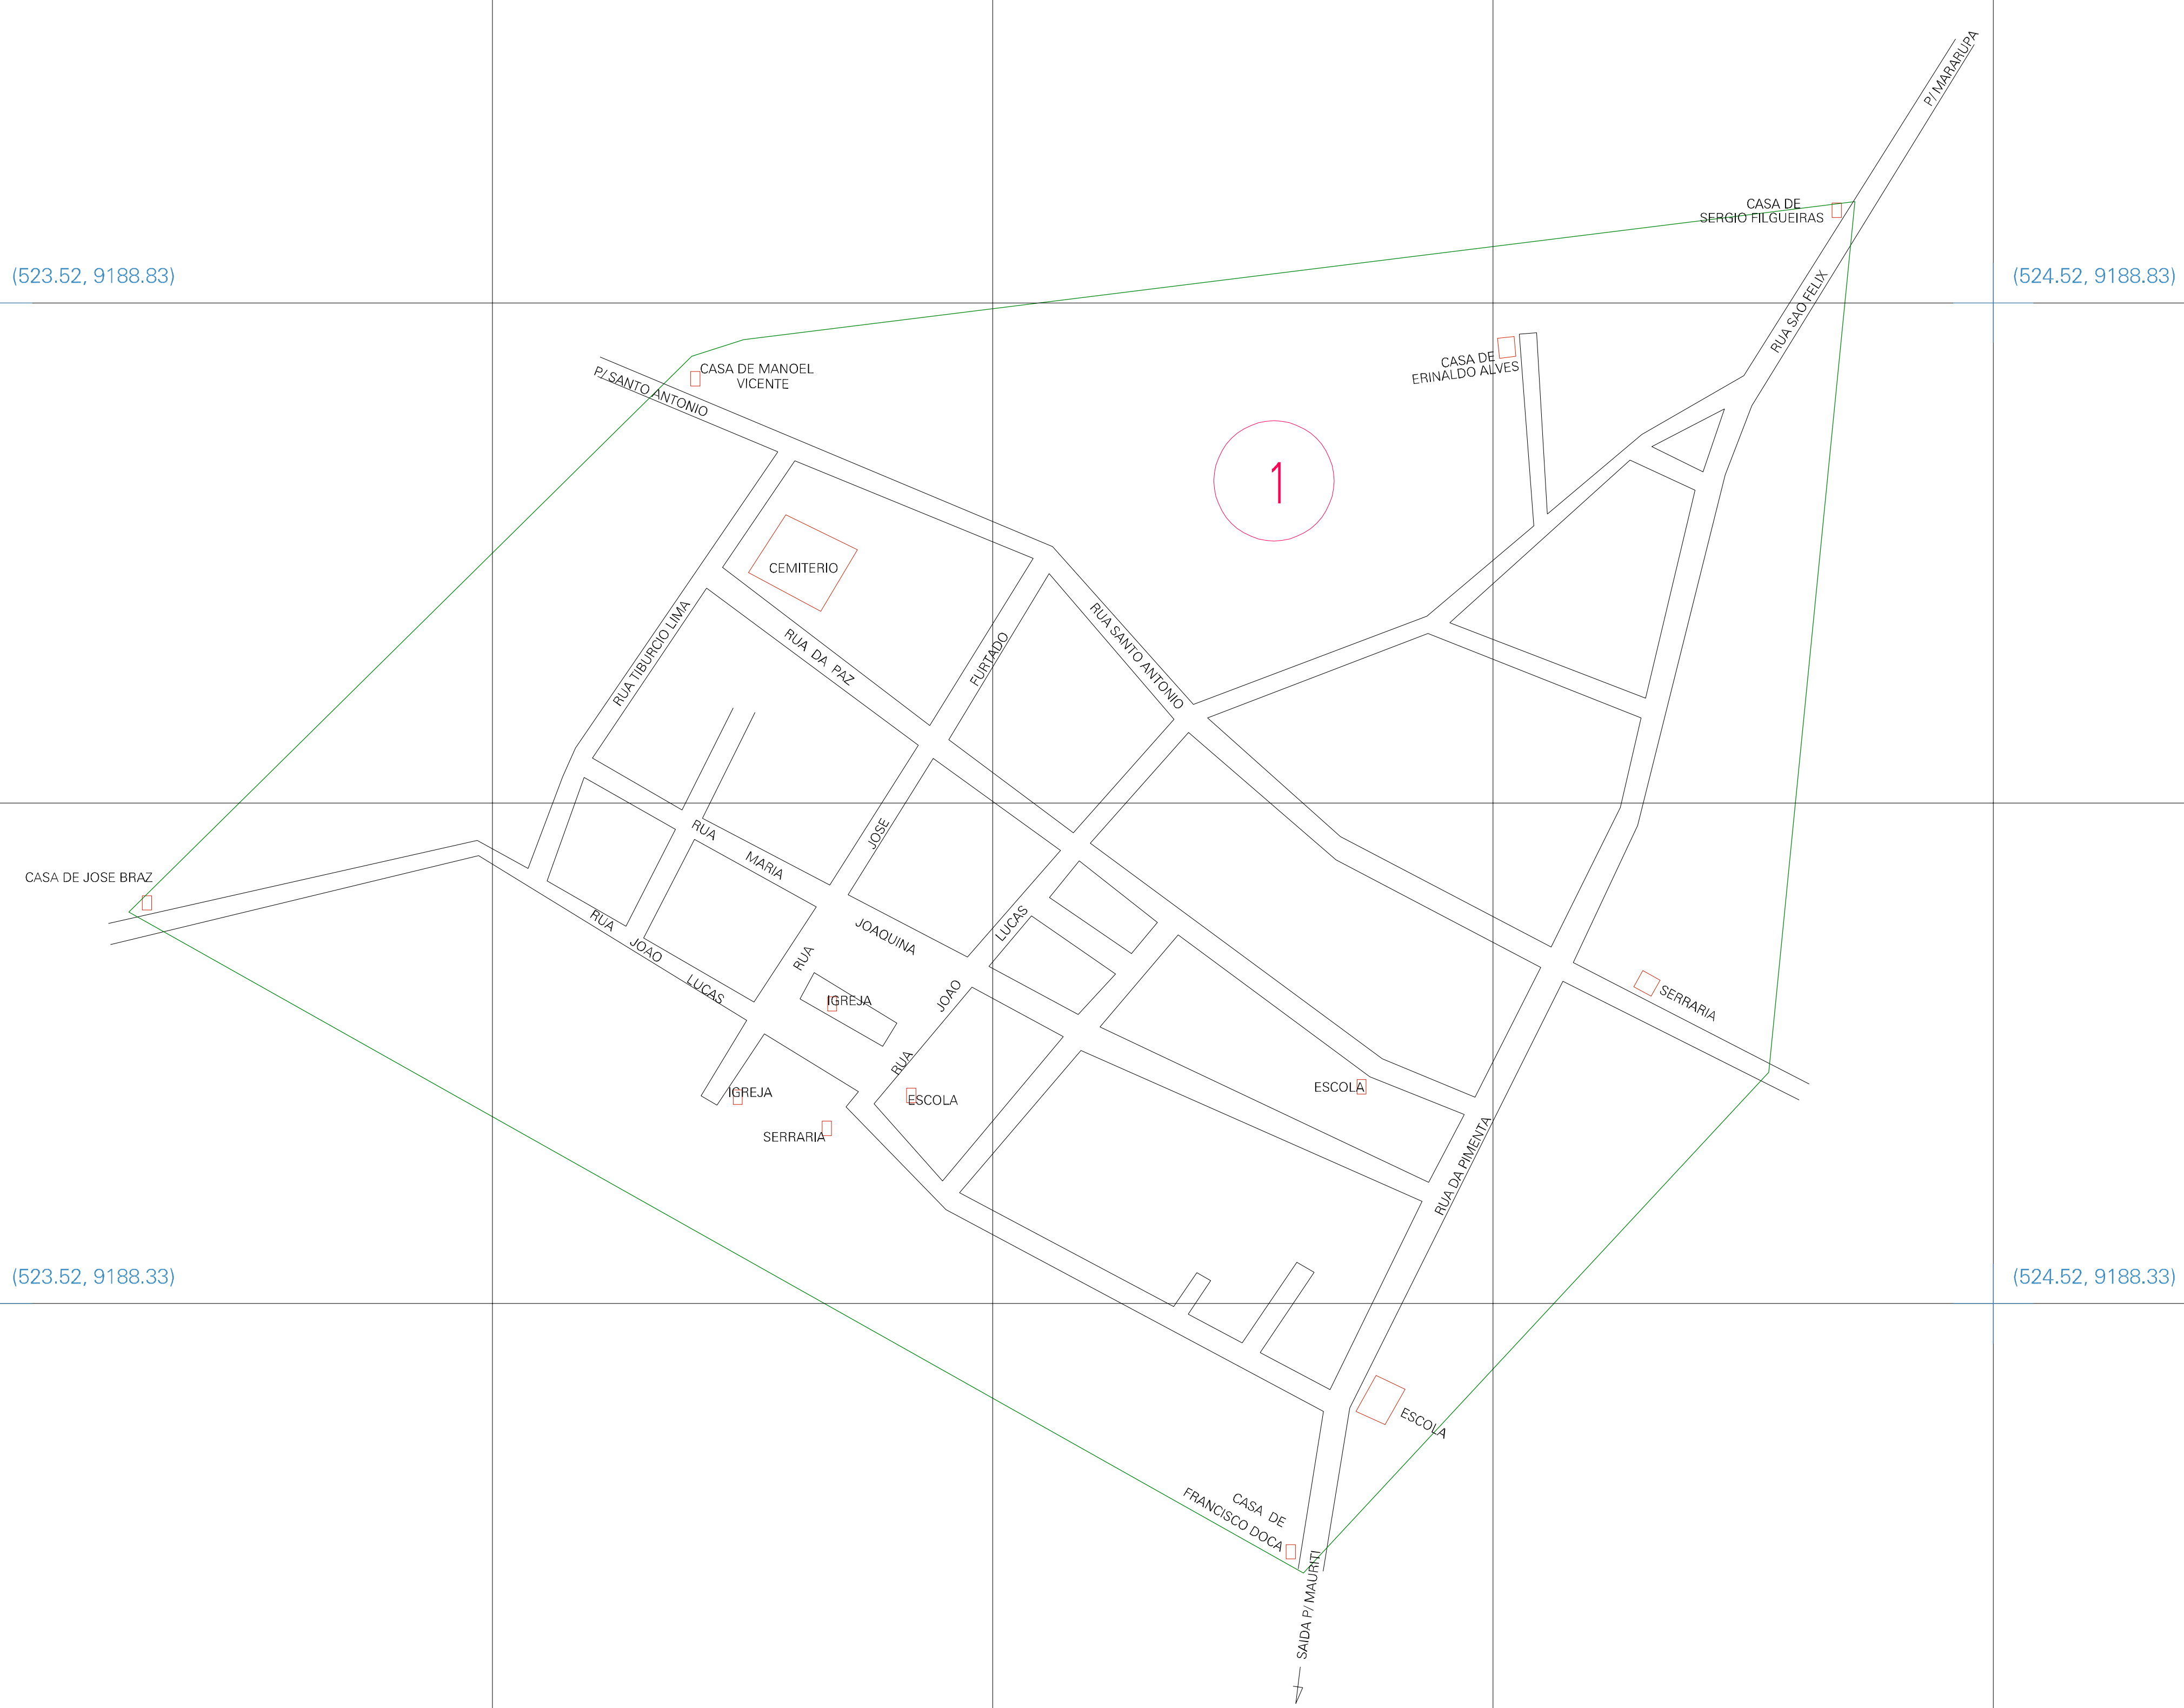 P/ MARARUPA
CASA DE
SERGIO FILGUEIRAS
(523.52, 9188.83)
(524.52, 9188.83)
RUA SAO FELIX
CASA DE MANOEL
VICENTE
P/ SANTO ANTONIO
CASA DE
ERINALDO ALVES
1
CEMITERIO
RUA TIBURCIO LIMA
RUA DA PAZ
FURTADO
RUA SANTO ANTONIO
RUA
MARIA
JOSE
CASA DE JOSE BRAZ
RUA
JOAO
LUCAS
JOAQUINA
LUCAS
RUA
IGREJA
JOAO
SERRARIA
RUA
IGREJA
ESCOLA
ESCOLA
SERRARIA
RUA DA PIMENTA
(523.52, 9188.33)
(524.52, 9188.33)
ESCOLA
CASA DE
FRANCISCO DOCA
SAIDA P/ MAURITI